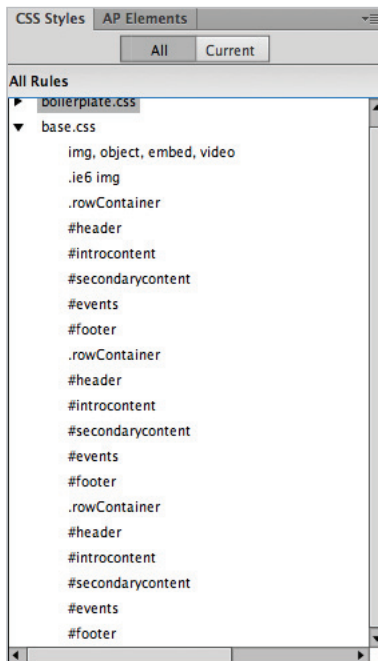 CSS Styles AP Elements
All Current
All Rules
boilerplate.css
base.css
img, object, embed, video
.ie6 img
.rowContainer
#header
#introcontent
#secondarycontent
#events
#footer
.rowContainer
#header
#introcontent
#secondarycontent
#events
#footer
.rowContainer
#header
#introcontent
#secondarycontent
#events
#footer